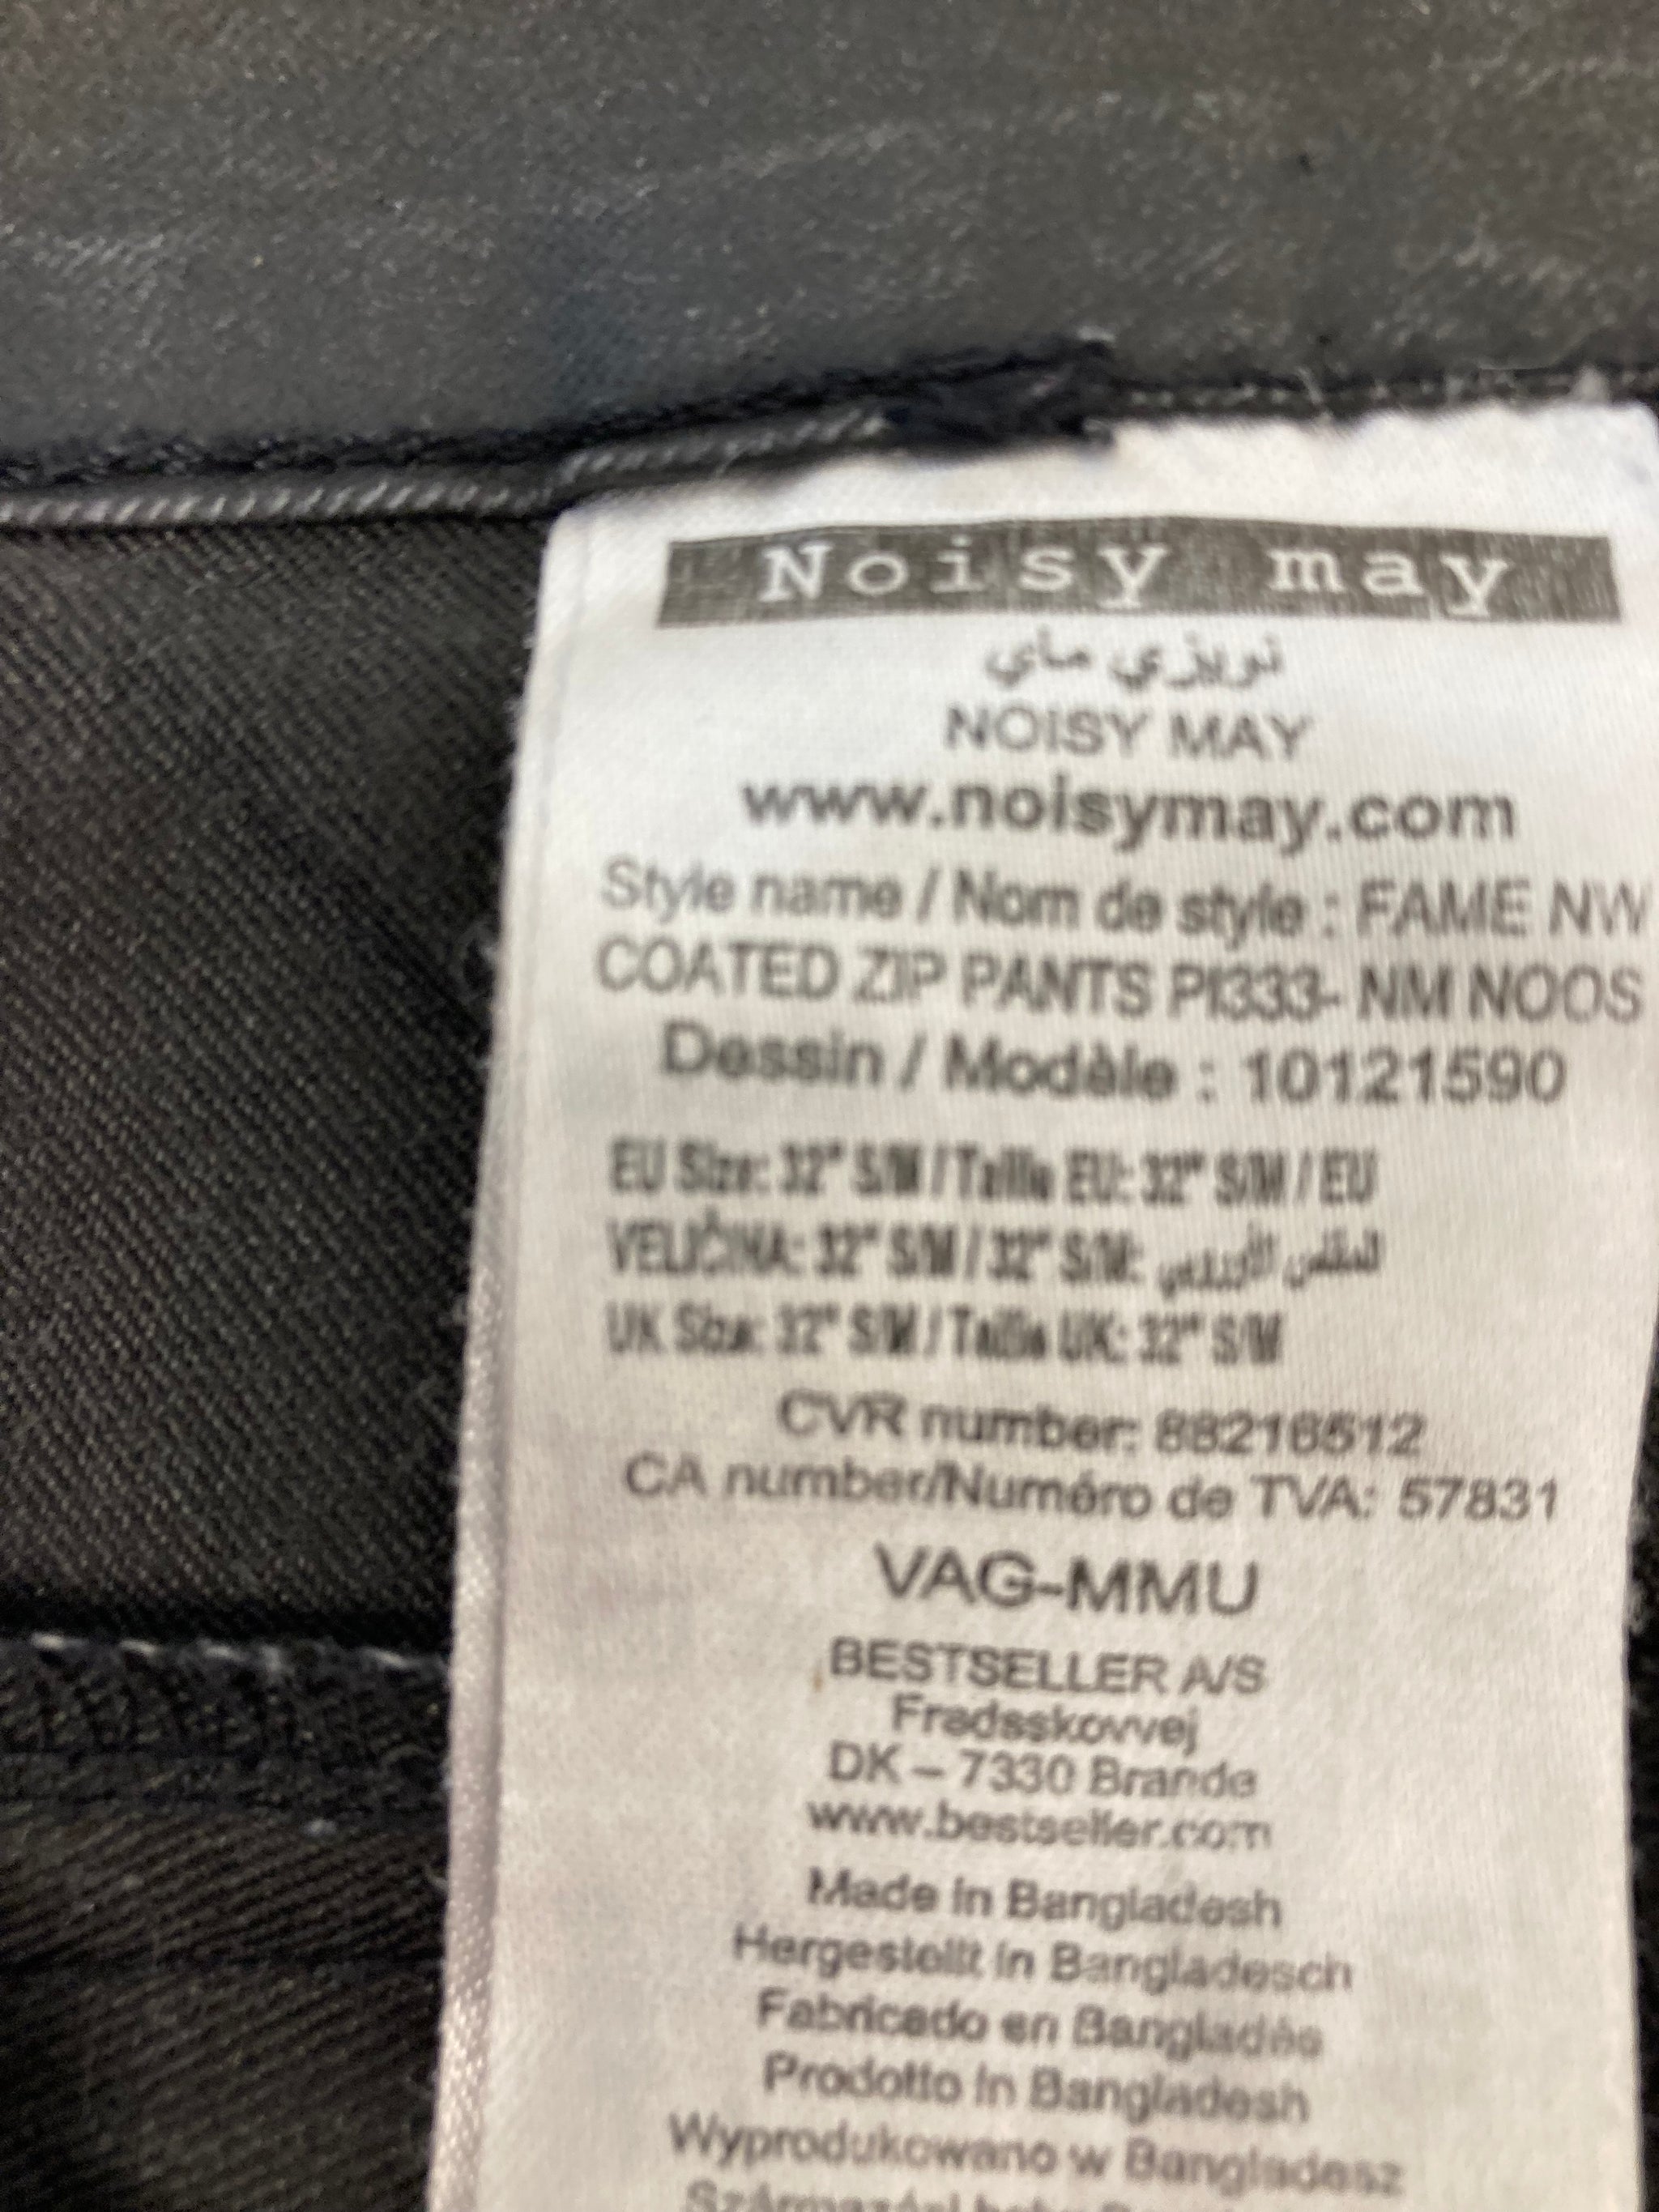 Noisy may
نويزي ماي
NOISY MAY
www.noisymay.com
Style name / Nom de style : FAME NW
COATED ZIP PANTS PI333- NM NOOS
Dessin / Modèle : 10121590
EU Size: 32" S/M / Taille EU: 32" S/M / EU
VELIČINA: 32" S/M / 32" S/M: المقاس الأوروبي
UK Size: 32" S/M / Taille UK: 32" S/M
CVR number: 88216512
CA number/Numéro de TVA: 57831
VAG-MMU
BESTSELLER A/S
Fredsskovvej
DK – 7330 Brande
www.bestseller.com
Made in Bangladesh
Hergestellt in Bangladesch
Fabricado en Bangladés
Prodotto in Bangladesh
Wyprodukowano w Bangladesz